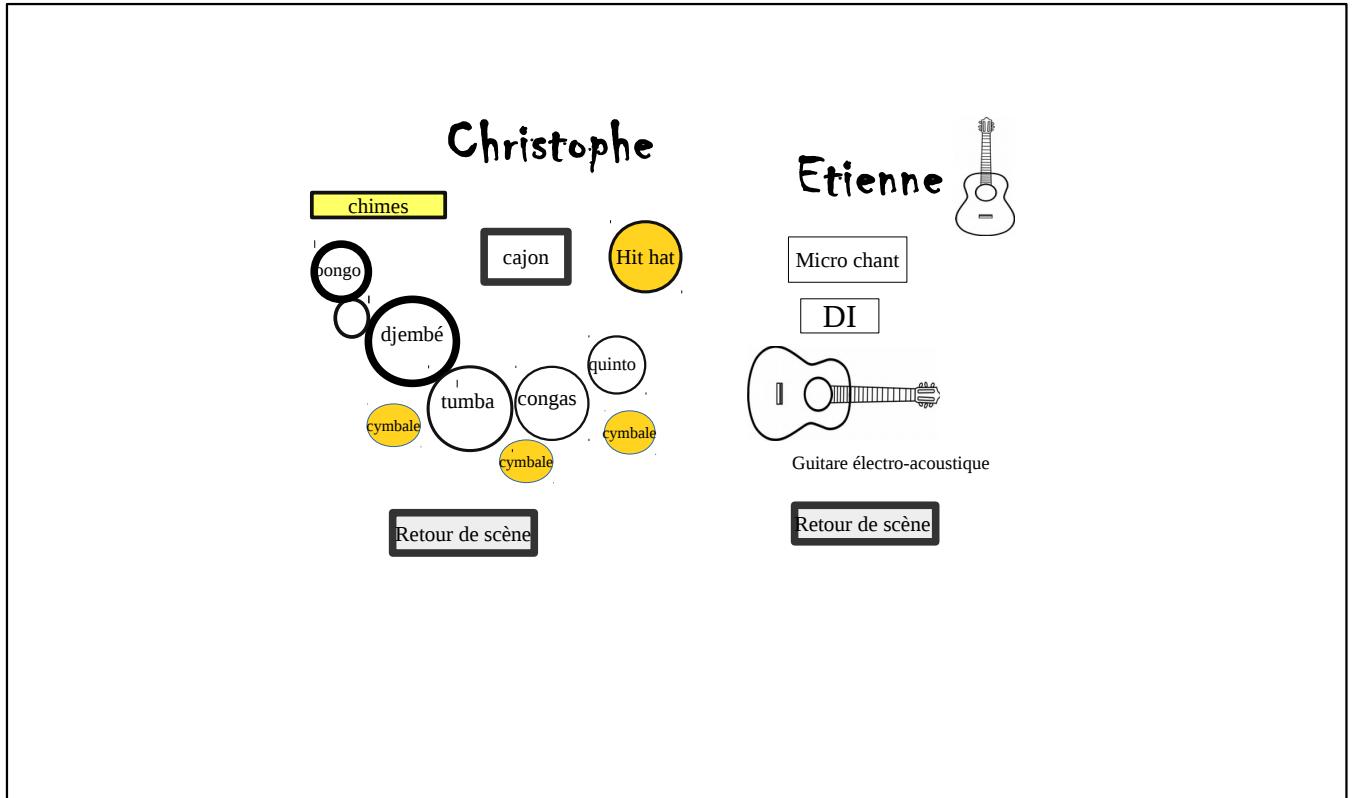 Christophe
Etienne
chimes
cajon
Hit hat
Micro chant
bongo
DI
djembé
quinto
tumba
congas
cymbale
cymbale
cymbale
Guitare électro-acoustique
Retour de scène
Retour de scène